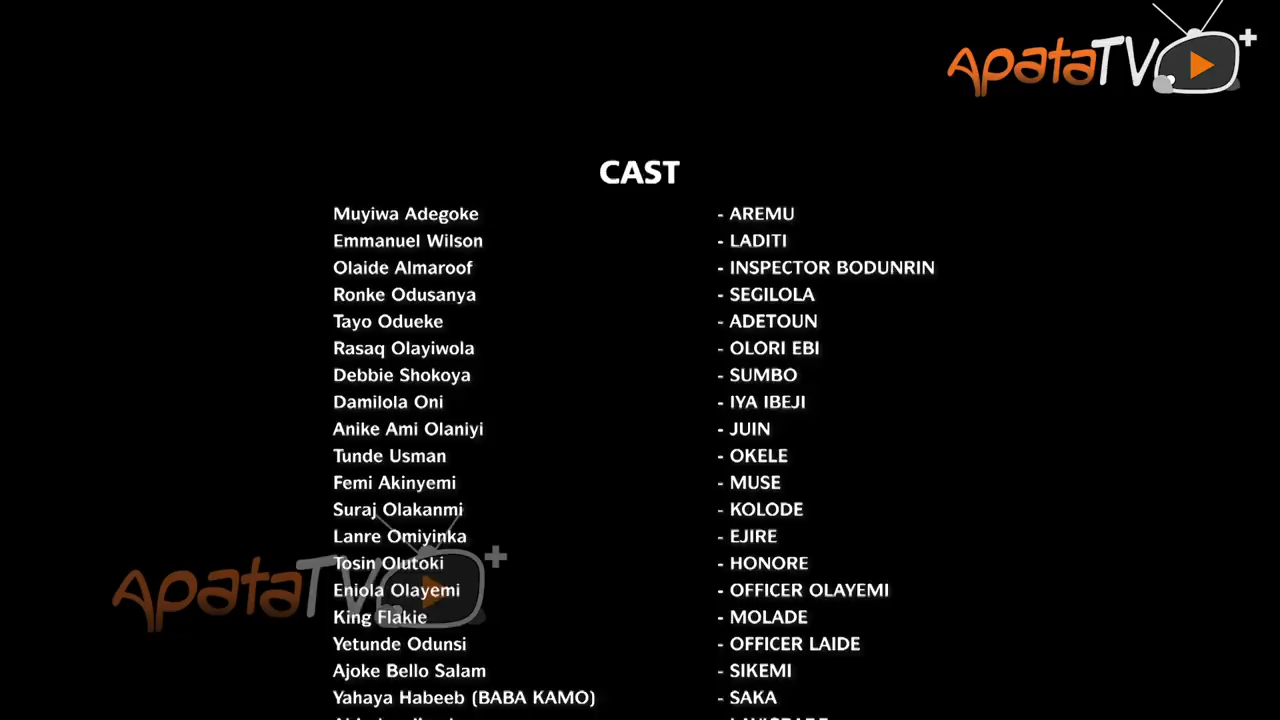 ApataTV+
CAST
Muyiwa Adegoke - AREMU
Emmanuel Wilson - LADITI
Olaide Almaroof - INSPECTOR BODUNRIN
Ronke Odusanya - SEGILOLA
Tayo Odueke - ADETOUN
Rasaq Olayiwola - OLORI EBI
Debbie Shokoya - SUMBO
Damilola Oni - IYA IBEJI
Anike Ami Olaniyi - JUIN
Tunde Usman - OKELE
Femi Akinyemi - MUSE
Suraj Olakanmi - KOLODE
Lanre Omiyinka - EJIRE
Tosin Olutoki - HONORE
Eniola Olayemi - OFFICER OLAYEMI
King Flakie - MOLADE
Yetunde Odunsi - OFFICER LAIDE
Ajoke Bello Salam - SIKEMI
Yahaya Habeeb (BABA KAMO) - SAKA
ApataTV+